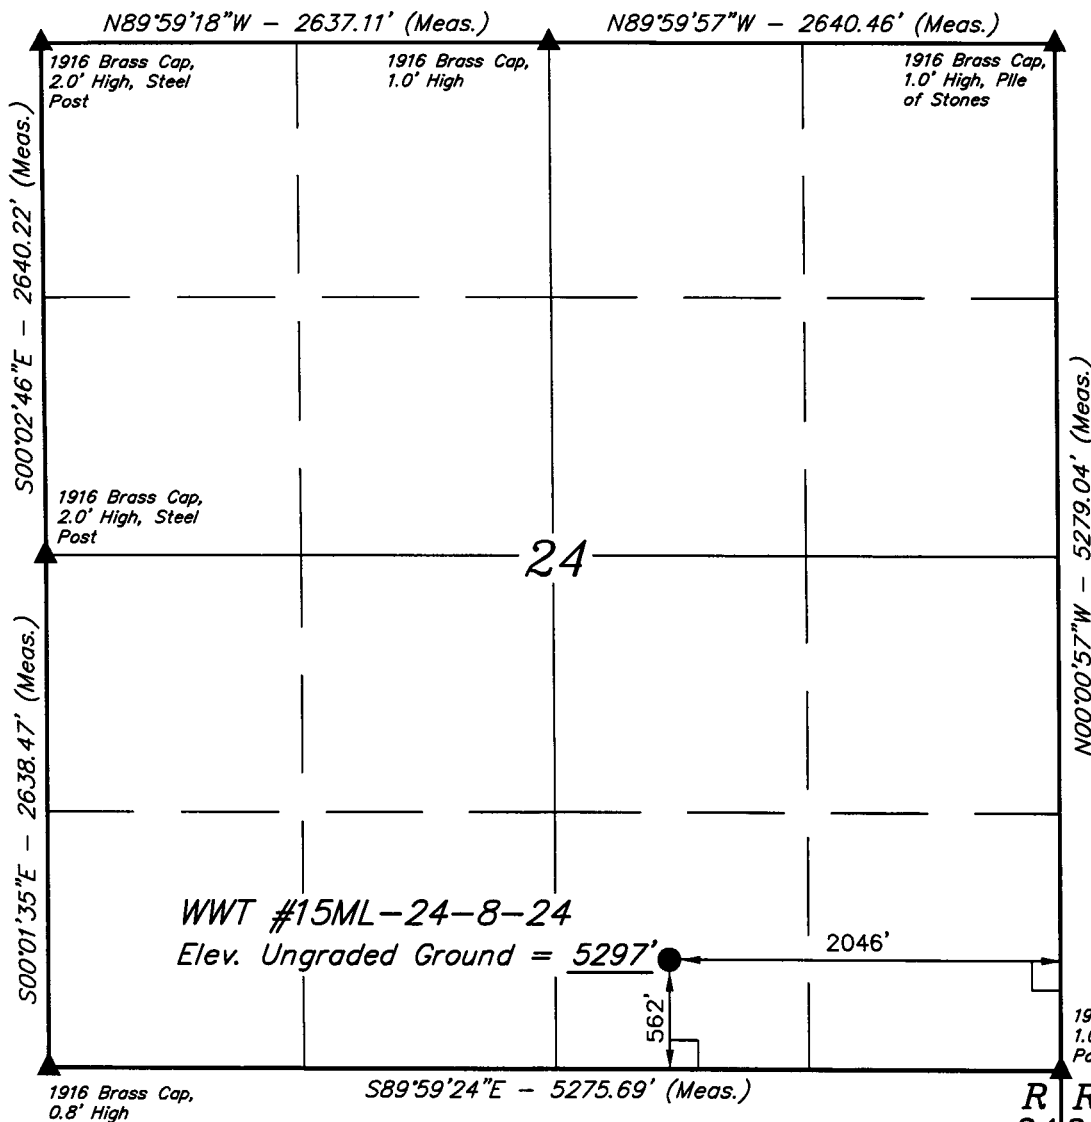 N89°59'18"W - 2637.11' (Meas.)
N89°59'57"W - 2640.46' (Meas.)
1916 Brass Cap,
2.0' High, Steel
Post
1916 Brass Cap,
1.0' High
1916 Brass Cap,
1.0' High, Pile
of Stones
S00°02'46"E - 2640.22' (Meas.)
N00°00'57"W - 5279.04' (Meas.)
1916 Brass Cap,
2.0' High, Steel
Post
24
S00°01'35"E - 2638.47' (Meas.)
WWT #15ML-24-8-24
Elev. Ungraded Ground = 5297'
2046'
562'
1916 Brass Cap,
0.8' High
S89°59'24"E - 5275.69' (Meas.)
R R